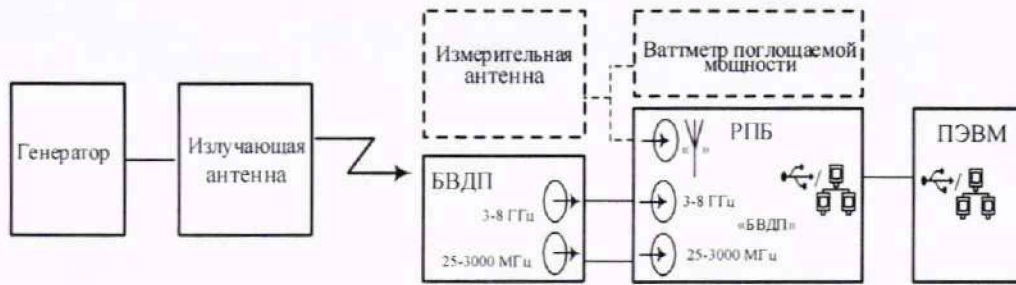 Генератор
Излучающая
антенна
Измерительная
антенна
Ваттметр поглощаемой
мощности
БВДП
3-8 ГГц
25-3000 МГц
РПБ
« »
/
3-8 ГГц
«БВДП»
25-3000 МГц
ПЭВМ
/